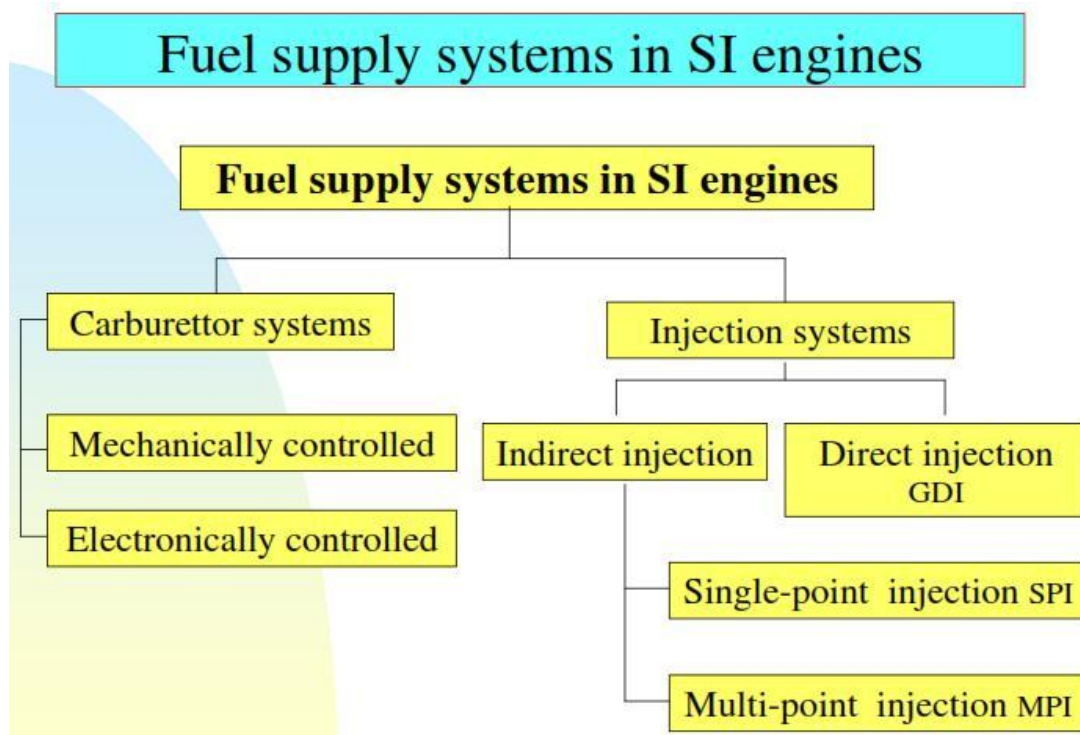 Fuel supply systems in SI engines
Fuel supply systems in SI engines
Carburettor systems
Injection systems
Mechanically controlled
Indirect injection
Direct injection
GDI
Electronically controlled
Single-point injection SPI
Multi-point injection MPI